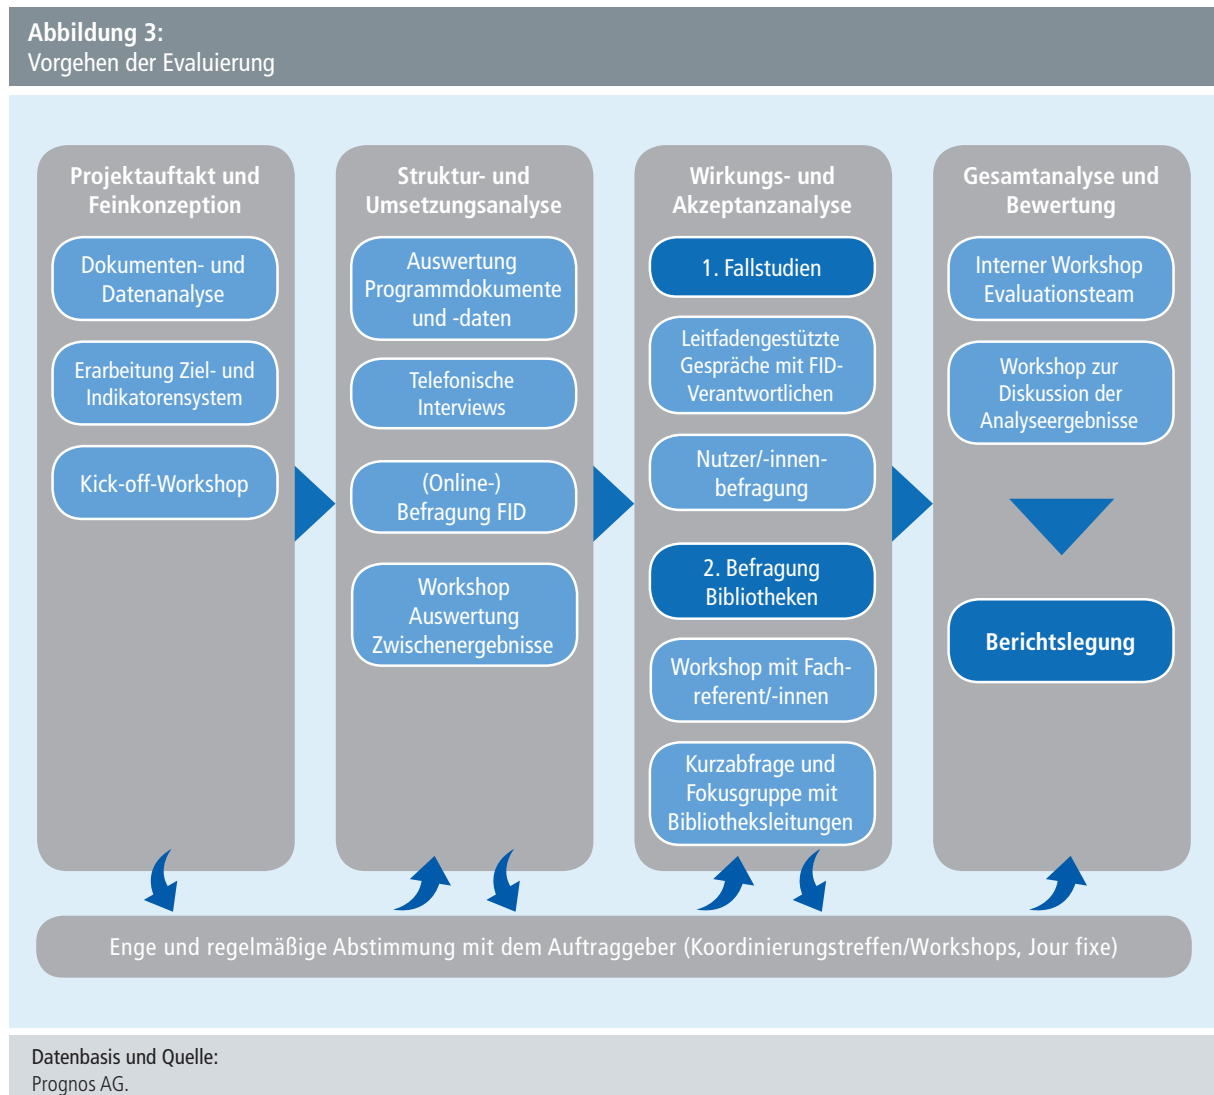 Abbildung 3:
Vorgehen der Evaluierung
Projektauftakt und
Feinkonzeption
Dokumenten- und
Datenanalyse
Erarbeitung Ziel- und
Indikatorensystem
Kick-off-Workshop
Struktur- und
Umsetzungsanalyse
Auswertung
Programmdokumente
und -daten
Telefonische
Interviews
(Online-)
Befragung FID
Workshop
Auswertung
Zwischenergebnisse
Wirkungs- und
Akzeptanzanalyse
1. Fallstudien
Leitfadengestützte
Gespräche mit FID-
Verantwortlichen
Nutzer/-innen-
befragung
2. Befragung
Bibliotheken
Workshop mit Fach-
referent/-innen
Kurzabfrage und
Fokusgruppe mit
Bibliotheksleitungen
Gesamtanalyse und
Bewertung
Interner Workshop
Evaluationsteam
Workshop zur
Diskussion der
Analyseergebnisse
Berichtslegung
Enge und regelmäßige Abstimmung mit dem Auftraggeber (Koordinierungstreffen/Workshops, Jour fixe)
Datenbasis und Quelle:
Prognos AG.